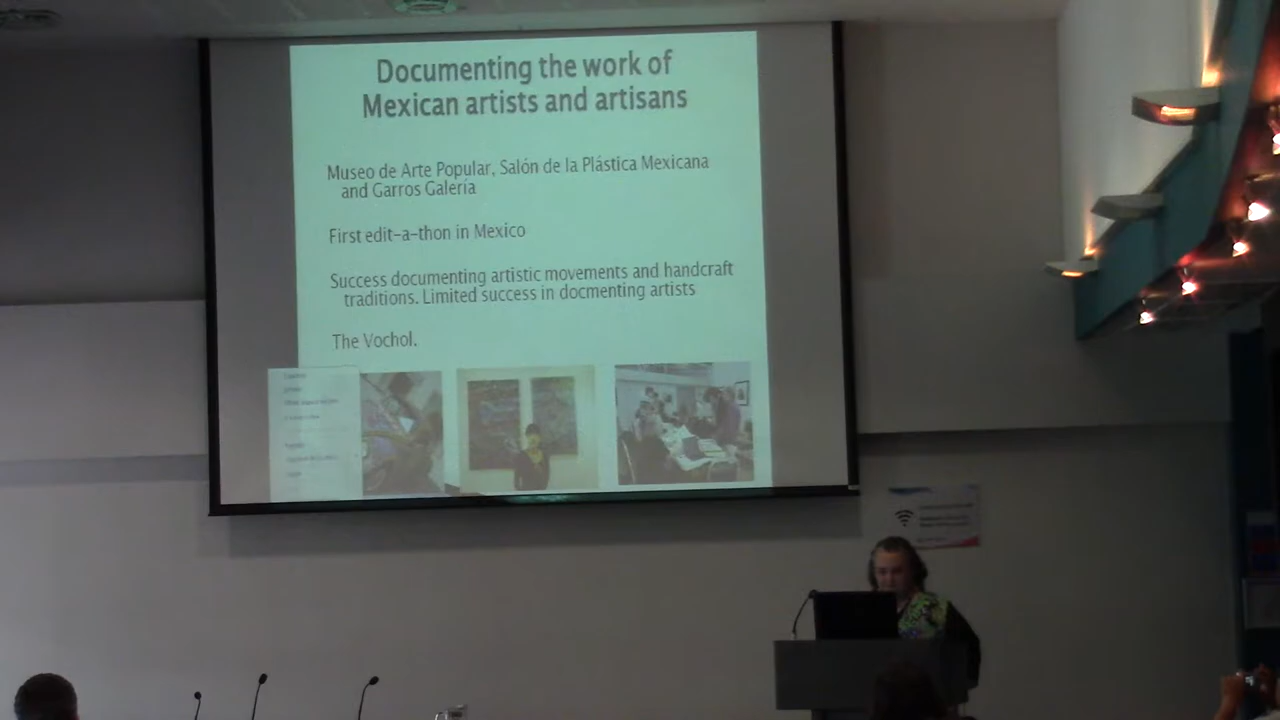 Documenting the work of
Mexican artists and artisans
Museo de Arte Popular, Salón de la Plástica Mexicana
and Garros Galería
First edit-a-thon in Mexico
Success documenting artistic movements and handcraft
traditions. Limited success in docmenting artists
The Vochol.